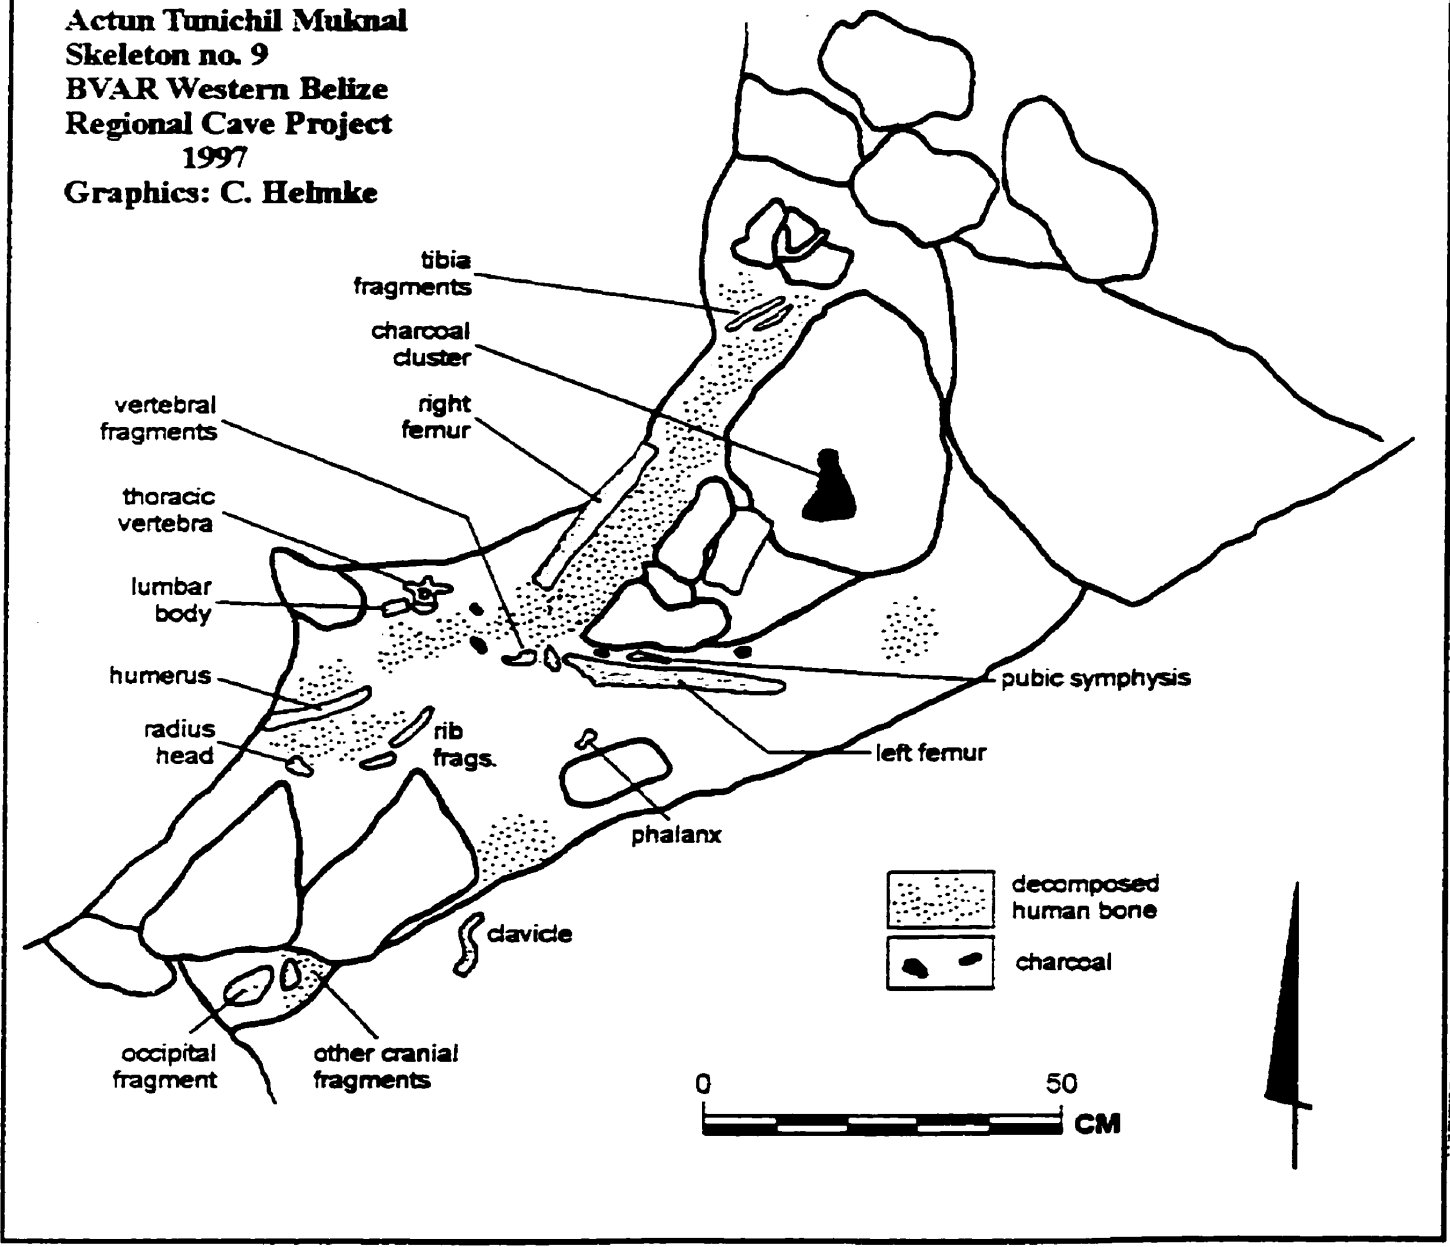 Actun Tunichil Muknal
Skeleton no. 9
BVAR Western Belize
Regional Cave Project
1997
Graphics: C. Helmke
tibia
fragments
charcoal
cluster
vertebral
fragments
right
femur
thoracic
vertebra
lumbar
body
humerus
radius
head
rib
frags.
pubic symphysis
left femur
phalanx
clavicle
decomposed
human bone
charcoal
occipital
fragment
other cranial
fragments
0 50
CM